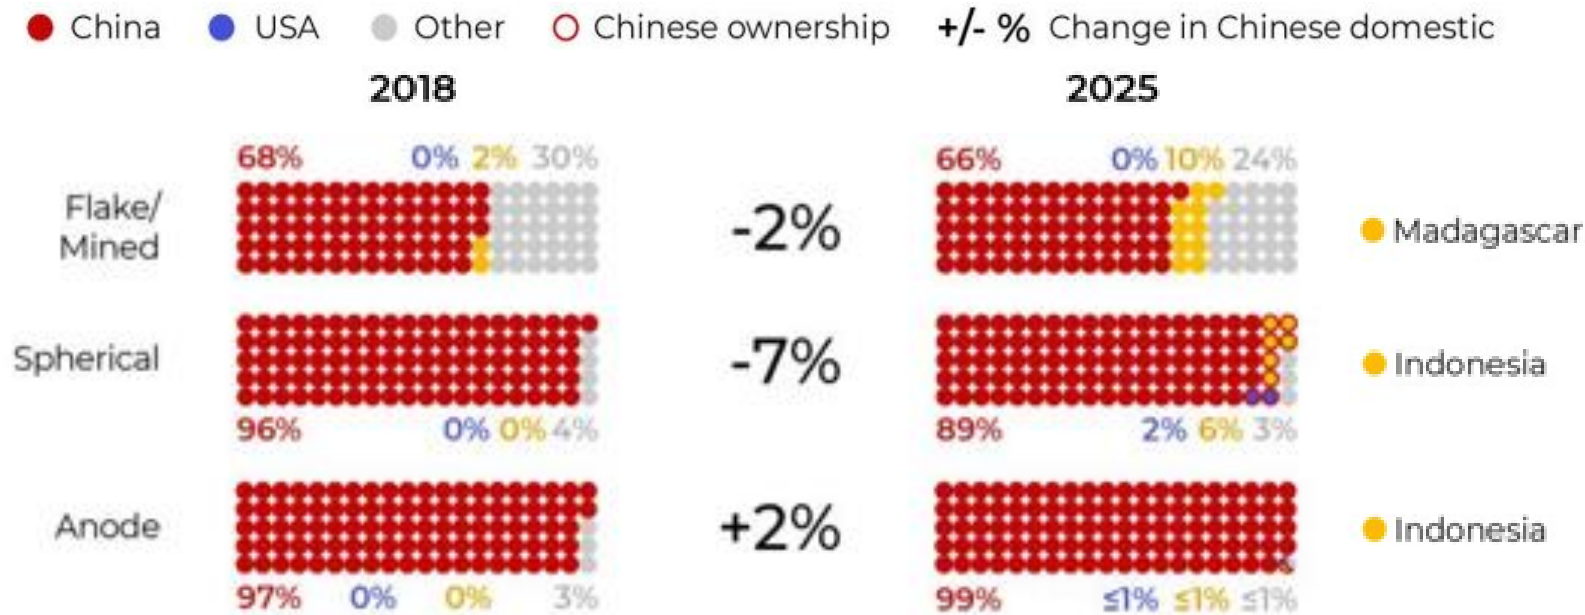 China USA Other Chinese ownership +/- % Change in Chinese domestic
2018 2025
68% 0% 2% 30% 66% 0% 10% 24%
Flake/
Mined
-2%
Madagascar
Spherical
-7%
Indonesia
96% 0% 0% 4% 89% 2% 6% 3%
Anode
+2%
Indonesia
97% 0% 0% 3% 99% ≤1% ≤1% ≤1%